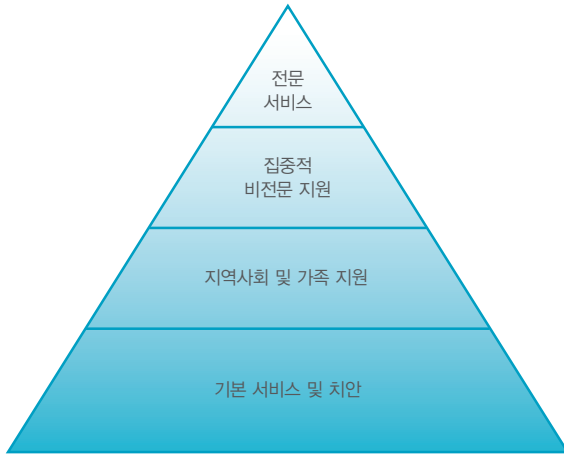 전문
서비스
집중적
비전문 지원
지역사회 및 가족 지원
기본 서비스 및 치안